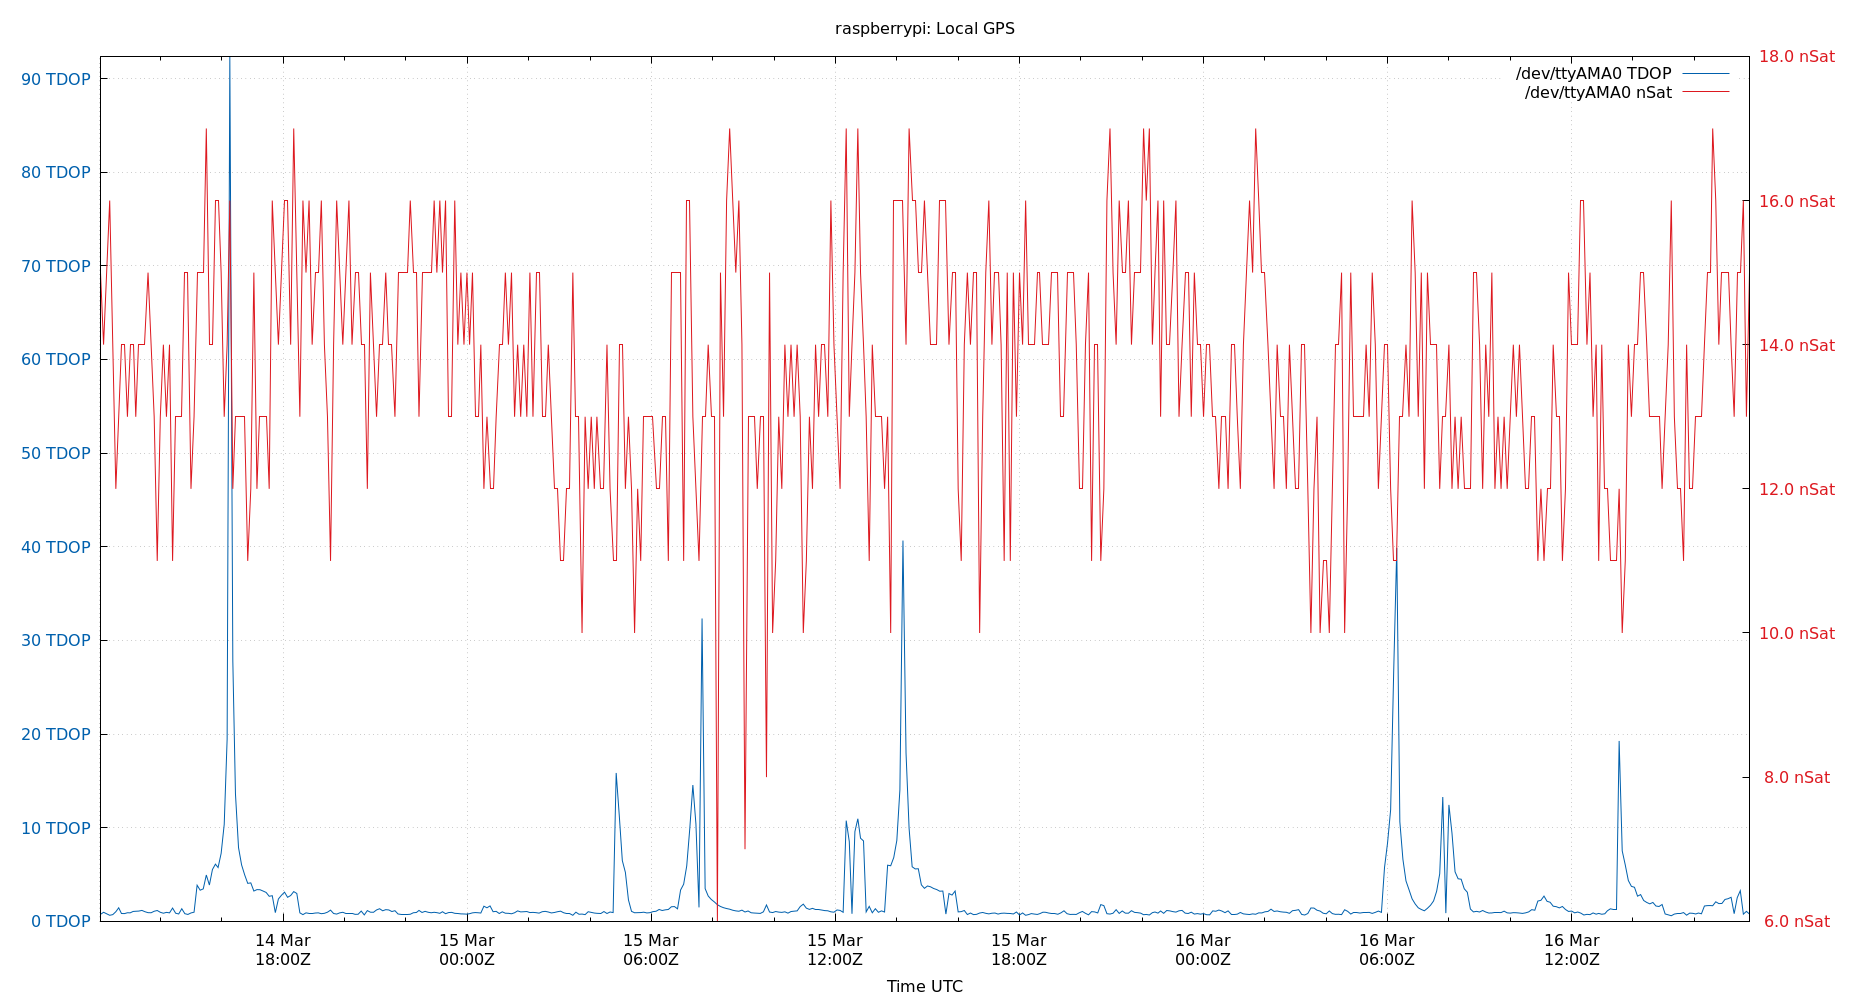 raspberrypi: Local GPS
/dev/ttyAMA0 TDOP
/dev/ttyAMA0 nSat
90 TDOP
80 TDOP
70 TDOP
60 TDOP
50 TDOP
40 TDOP
30 TDOP
20 TDOP
10 TDOP
0 TDOP
18.0 nSat
16.0 nSat
14.0 nSat
12.0 nSat
10.0 nSat
8.0 nSat
6.0 nSat
14 Mar
18:00Z
15 Mar
00:00Z
15 Mar
06:00Z
15 Mar
12:00Z
15 Mar
18:00Z
16 Mar
00:00Z
16 Mar
06:00Z
16 Mar
12:00Z
Time UTC